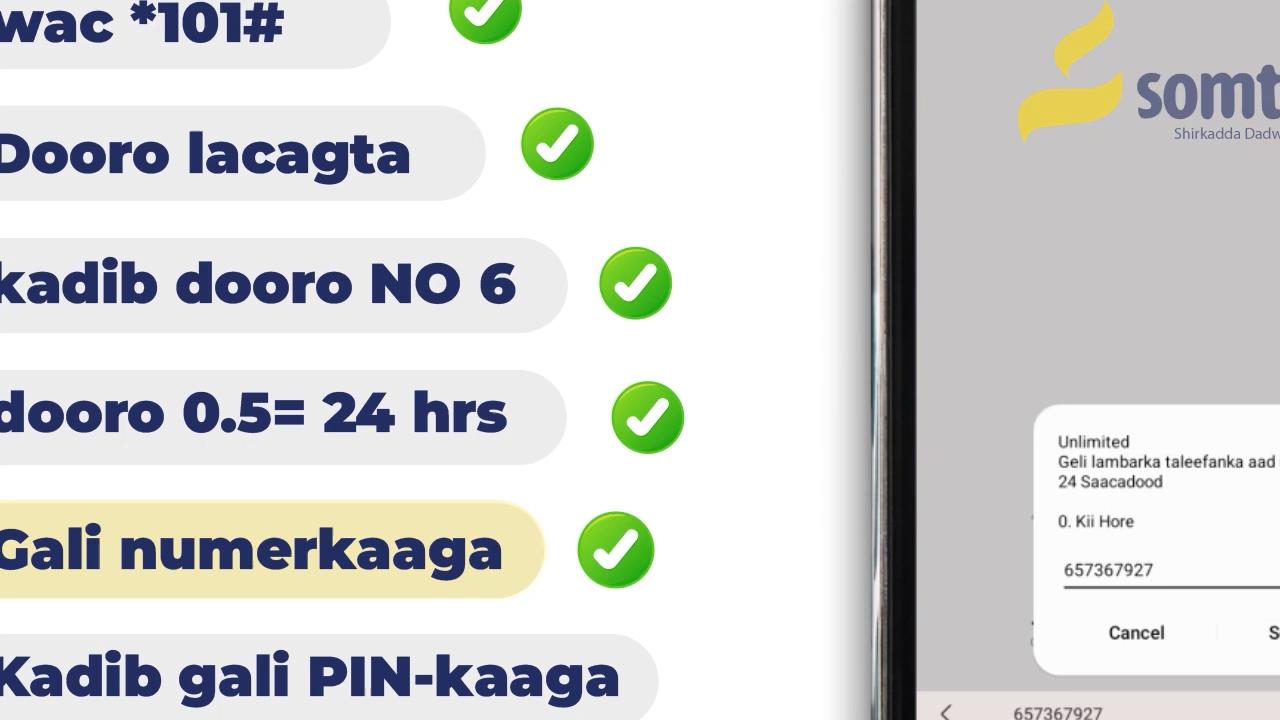 wac *101#
Dooro lacagta
kadib dooro NO 6
dooro 0.5= 24 hrs
Gali numerkaaga
Kadib gali PIN-kaaga
somt
Shirkadda Dadw
Unlimited
Geli lambarka taleefanka aad
24 Saacadood
0. Kii Hore
657367927
Cancel
S
657367927